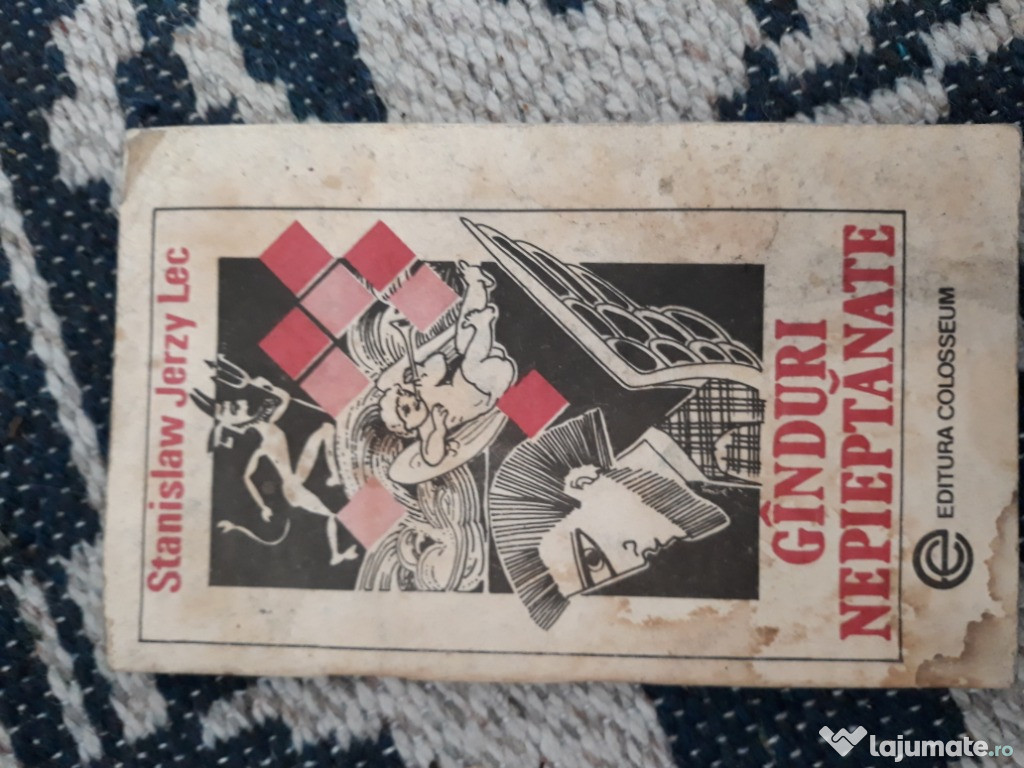 Stanislaw Jerzy Lec
GÎNDURI
NEPIEPTĂNATE
EDITURA COLOSSEUM
lajumate.ro